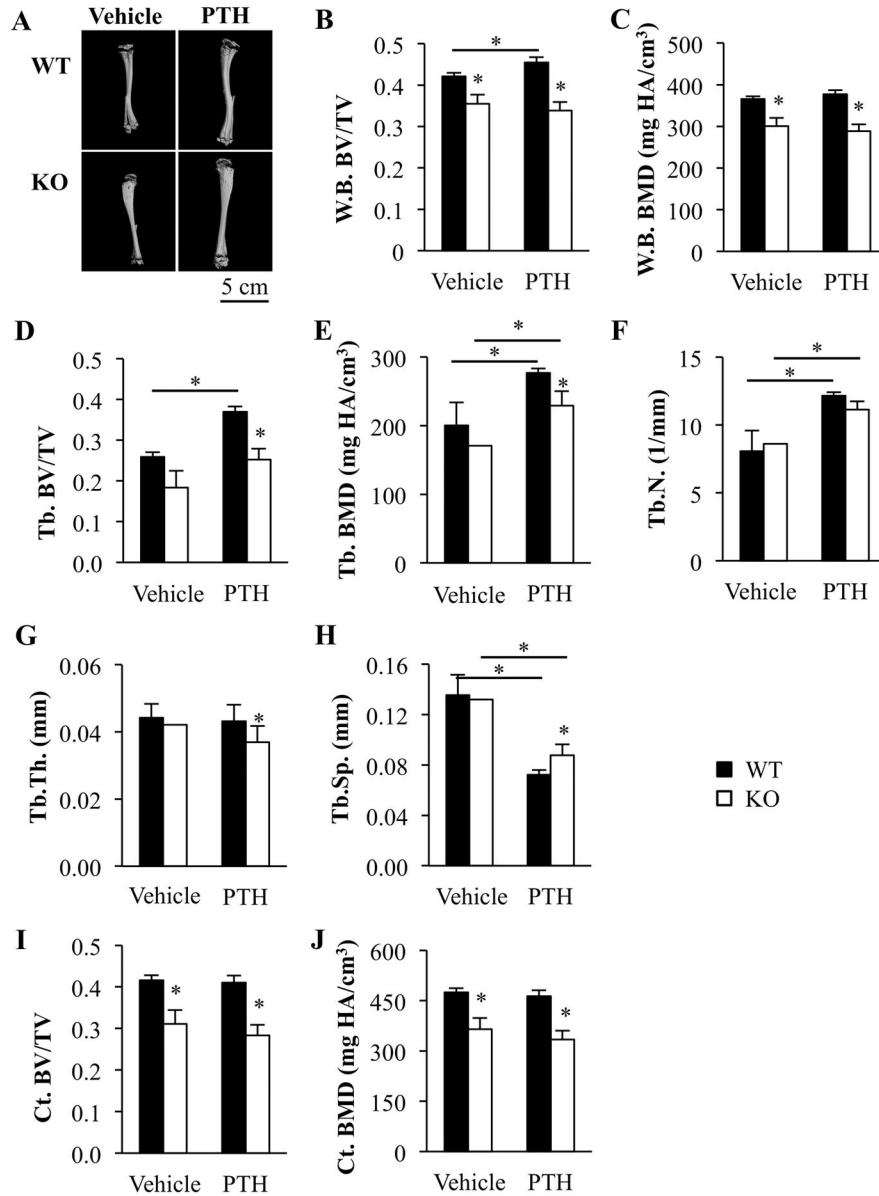 A
Vehicle PTH
WT
KO
5 cm
B
W.B. BV/TV
0.5
0.4
0.3
0.2
0.1
0
*
* *
Vehicle PTH
C
W.B. BMD (mg HA/cm³)
500
400
300
200
100
0
* *
Vehicle PTH
D
Tb. BV/TV
0.5
0.4
0.3
0.2
0.1
0.0
*
*
Vehicle PTH
E
Tb. BMD (mg HA/cm³)
300
200
100
0
*
*
*
Vehicle PTH
F
Tb.N. (1/mm)
15
10
5
0
*
*
Vehicle PTH
G
Tb.Th. (mm)
0.06
0.04
0.02
0.00
*
Vehicle PTH
H
Tb.Sp. (mm)
0.16
0.12
0.08
0.04
0.00
*
*
*
Vehicle PTH
WT
KO
I
Ct. BV/TV
0.5
0.4
0.3
0.2
0.1
0.0
* *
Vehicle PTH
J
Ct. BMD (mg HA/cm³)
600
450
300
150
0
* *
Vehicle PTH